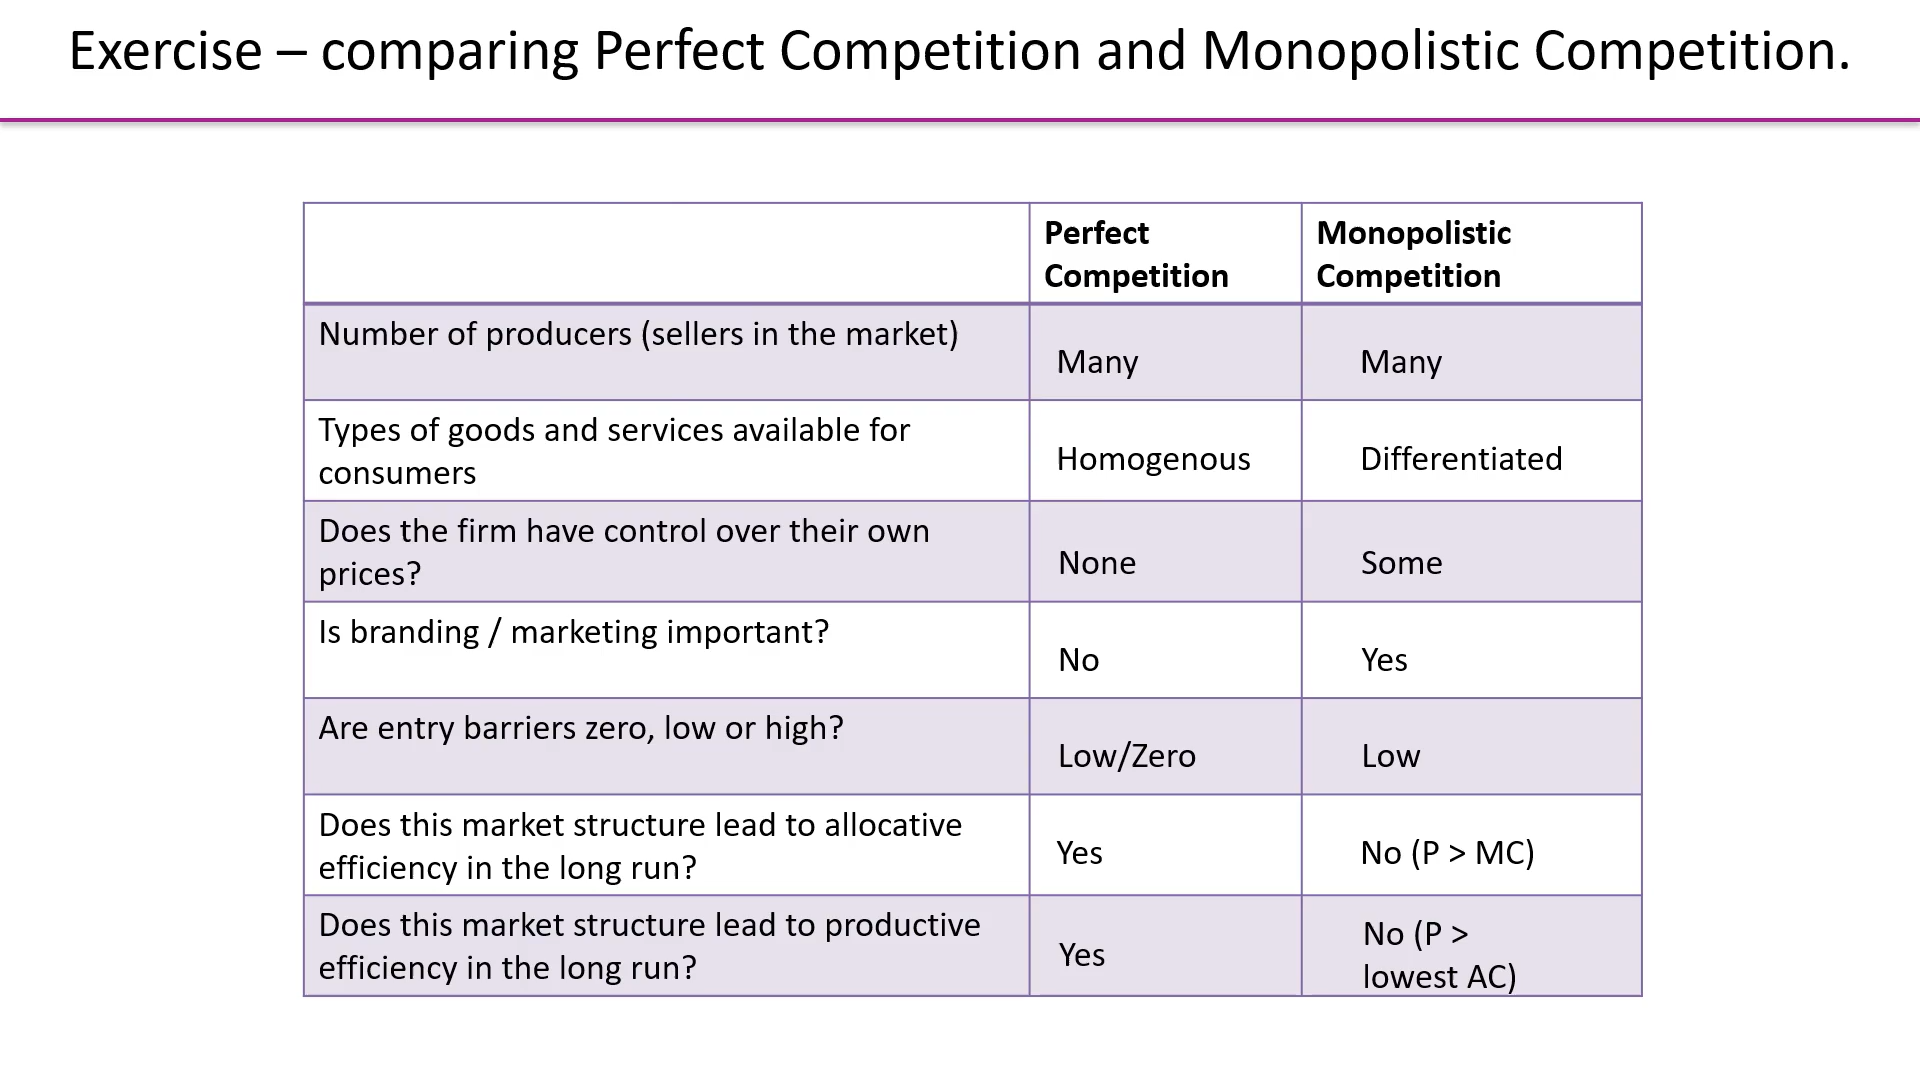 Exercise – comparing Perfect Competition and Monopolistic Competition.
Perfect
Competition
Monopolistic
Competition
Number of producers (sellers in the market)
Many
Many
Types of goods and services available for
consumers
Homogenous
Differentiated
Does the firm have control over their own
prices?
None
Some
Is branding / marketing important?
No
Yes
Are entry barriers zero, low or high?
Low/Zero
Low
Does this market structure lead to allocative
efficiency in the long run?
Yes
No (P > MC)
Does this market structure lead to productive
efficiency in the long run?
Yes
No (P >
lowest AC)